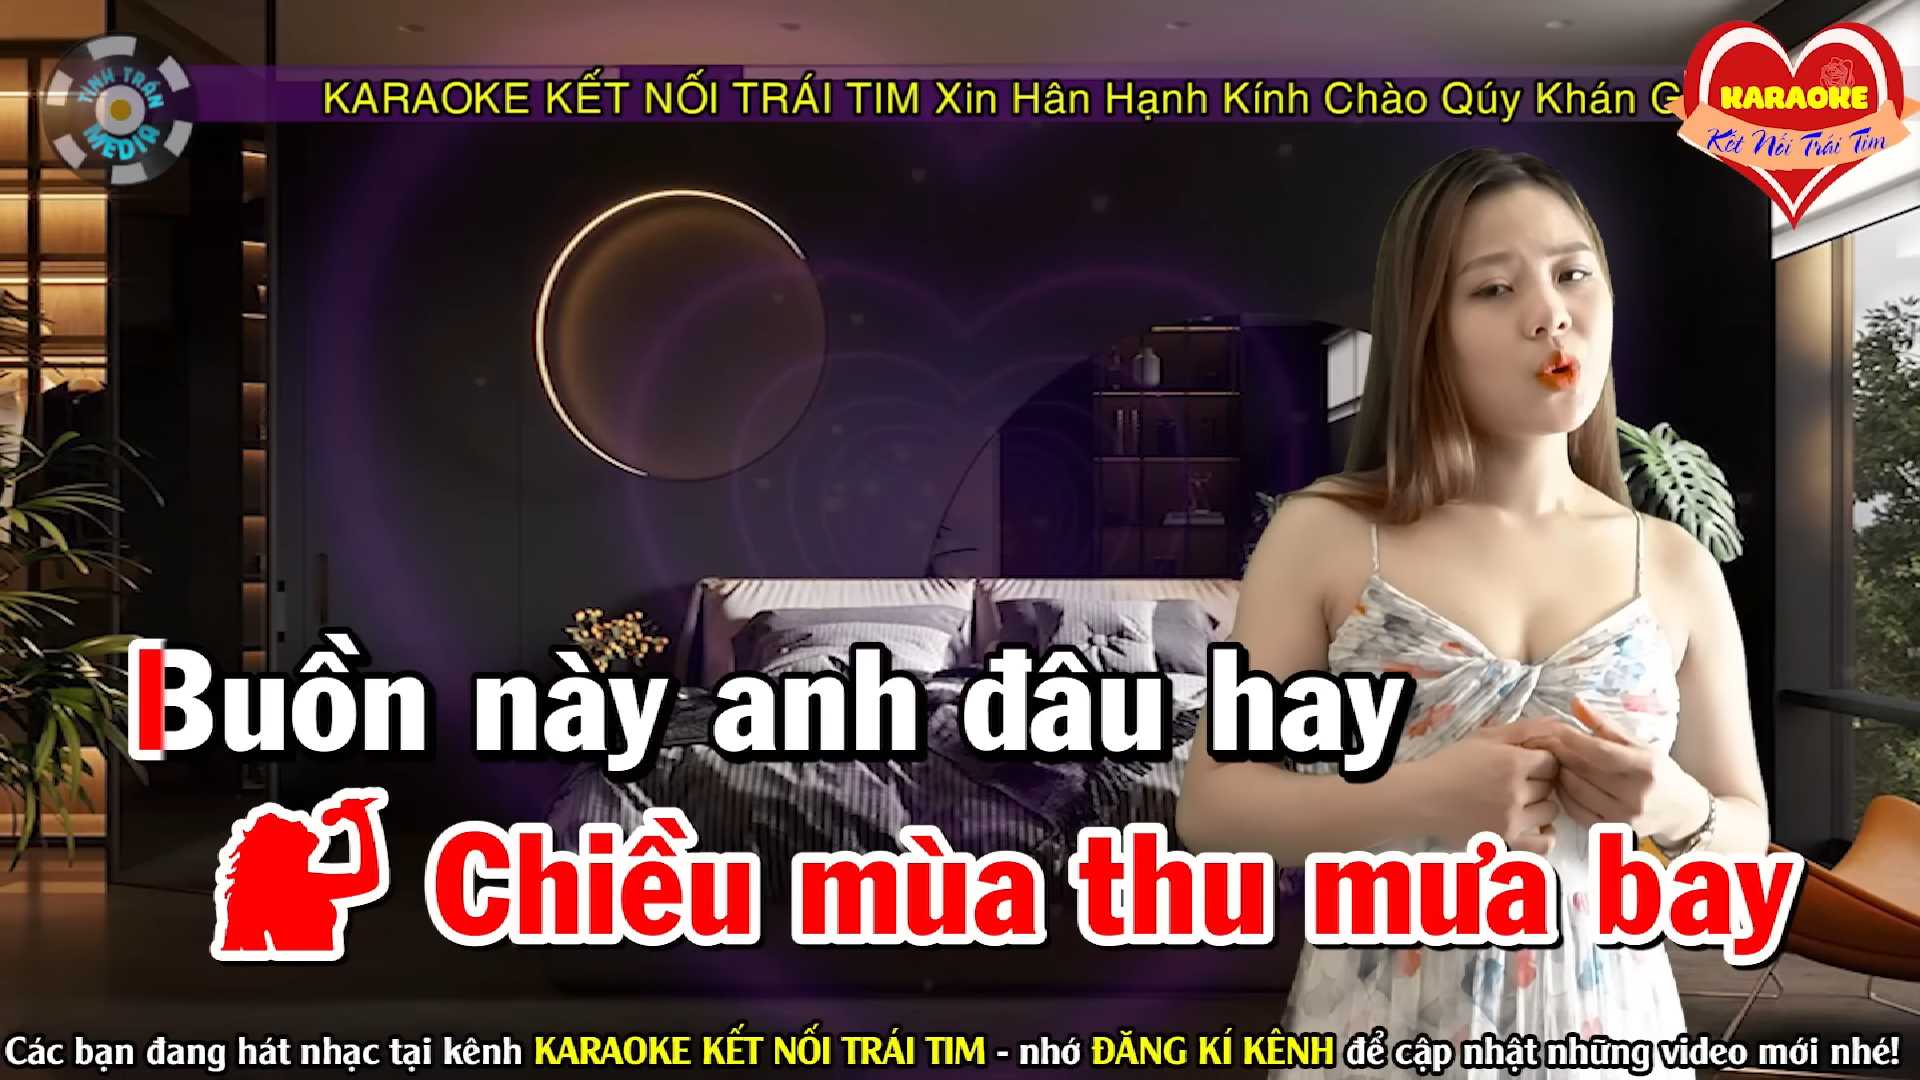 TÌNH TRẦN
MEDIA
KARAOKE KẾT NỐI TRÁI TIM Xin Hân Hạnh Kính Chào Qúy Khán G
KARAOKE
Kết Nối Trái Tim
Buồn này anh đâu hay
Chiều mùa thu mưa bay
Các bạn đang hát nhạc tại kênh KARAOKE KẾT NỐI TRÁI TIM - nhớ ĐĂNG KÍ KÊNH để cập nhật những video mới nhé!